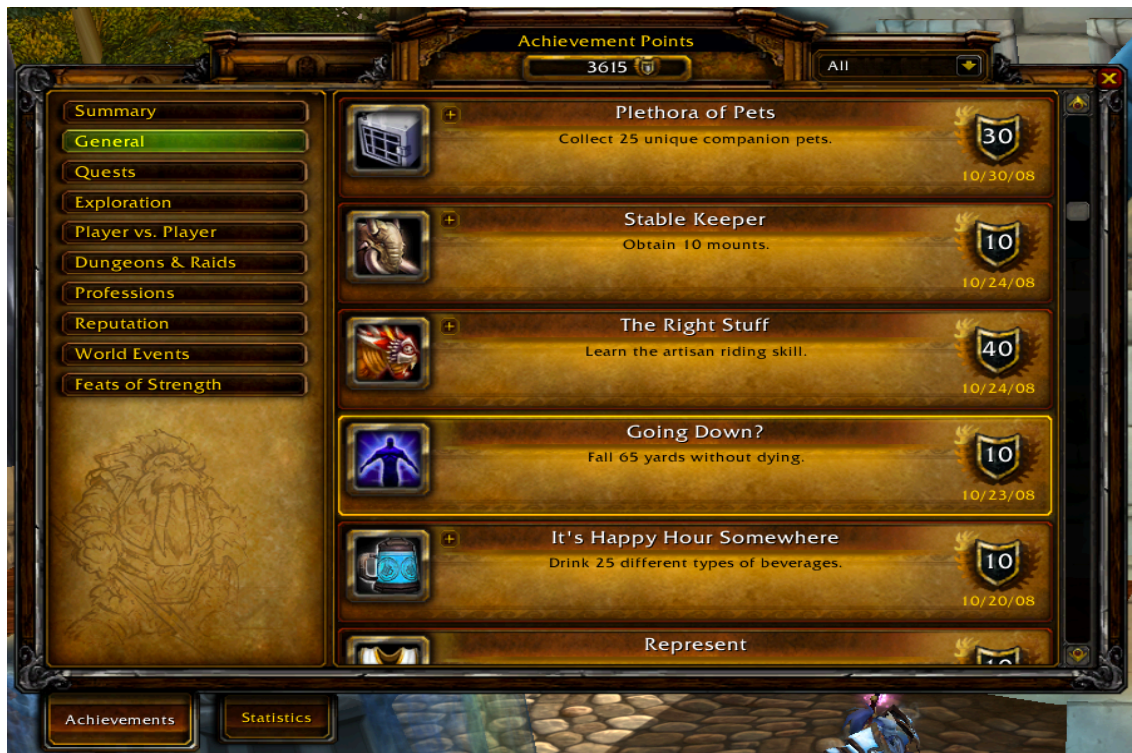 Achievement Points
3615
All
Summary
General
Quests
Exploration
Player vs. Player
Dungeons & Raids
Professions
Reputation
World Events
Feats of Strength
Plethora of Pets
Collect 25 unique companion pets.
30
10/30/08
Stable Keeper
Obtain 10 mounts.
10
10/24/08
The Right Stuff
Learn the artisan riding skill.
40
10/24/08
Going Down?
Fall 65 yards without dying.
10
10/23/08
It's Happy Hour Somewhere
Drink 25 different types of beverages.
10
10/20/08
Represent
10
Achievements
Statistics